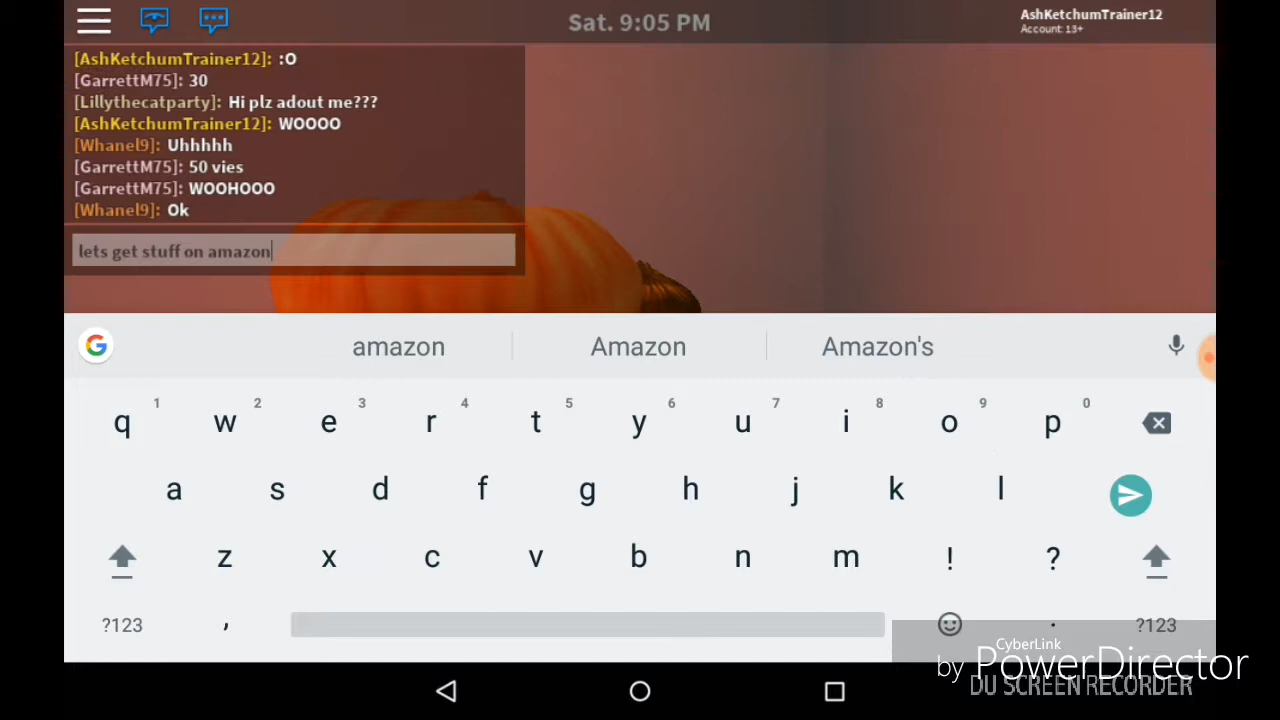 Sat. 9:05 PM
AshKetchumTrainer12
Account: 13+
[AshKetchumTrainer12]: :O
[GarrettM75]: 30
[Lillythecatparty]: Hi plz adout me???
[AshKetchumTrainer12]: WOOOO
[Whanel9]: Uhhhhh
[GarrettM75]: 50 vies
[GarrettM75]: WOOHOOO
[Whanel9]: Ok
lets get stuff on amazon
G amazon Amazon Amazon's
1 2 3 4 5 6 7 8 9 0
q w e r t y u i o p
a s d f g h j k l
z x c v b n m ! ?
?123 , . ?123
CyberLink
by PowerDirector
DU SCREEN RECORDER